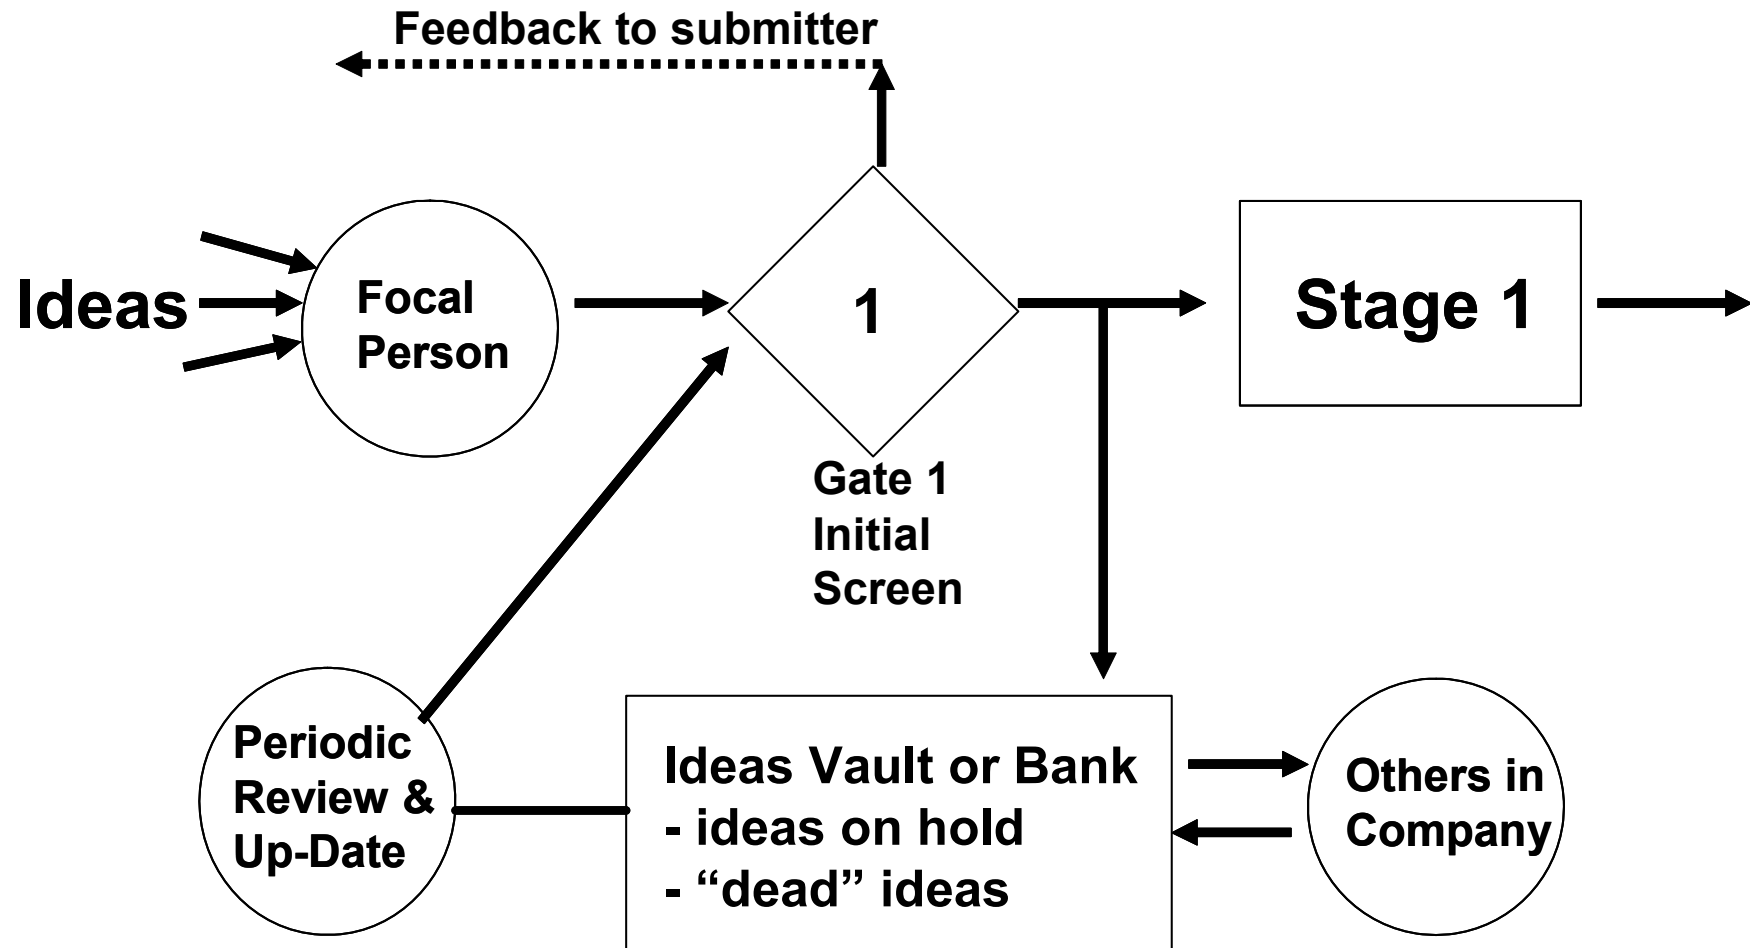 Feedback to submitter
Ideas
Focal
Person
1
Stage 1
Gate 1
Initial
Screen
Periodic
Review &
Up-Date
Ideas Vault or Bank
- ideas on hold
- “dead” ideas
Others in
Company